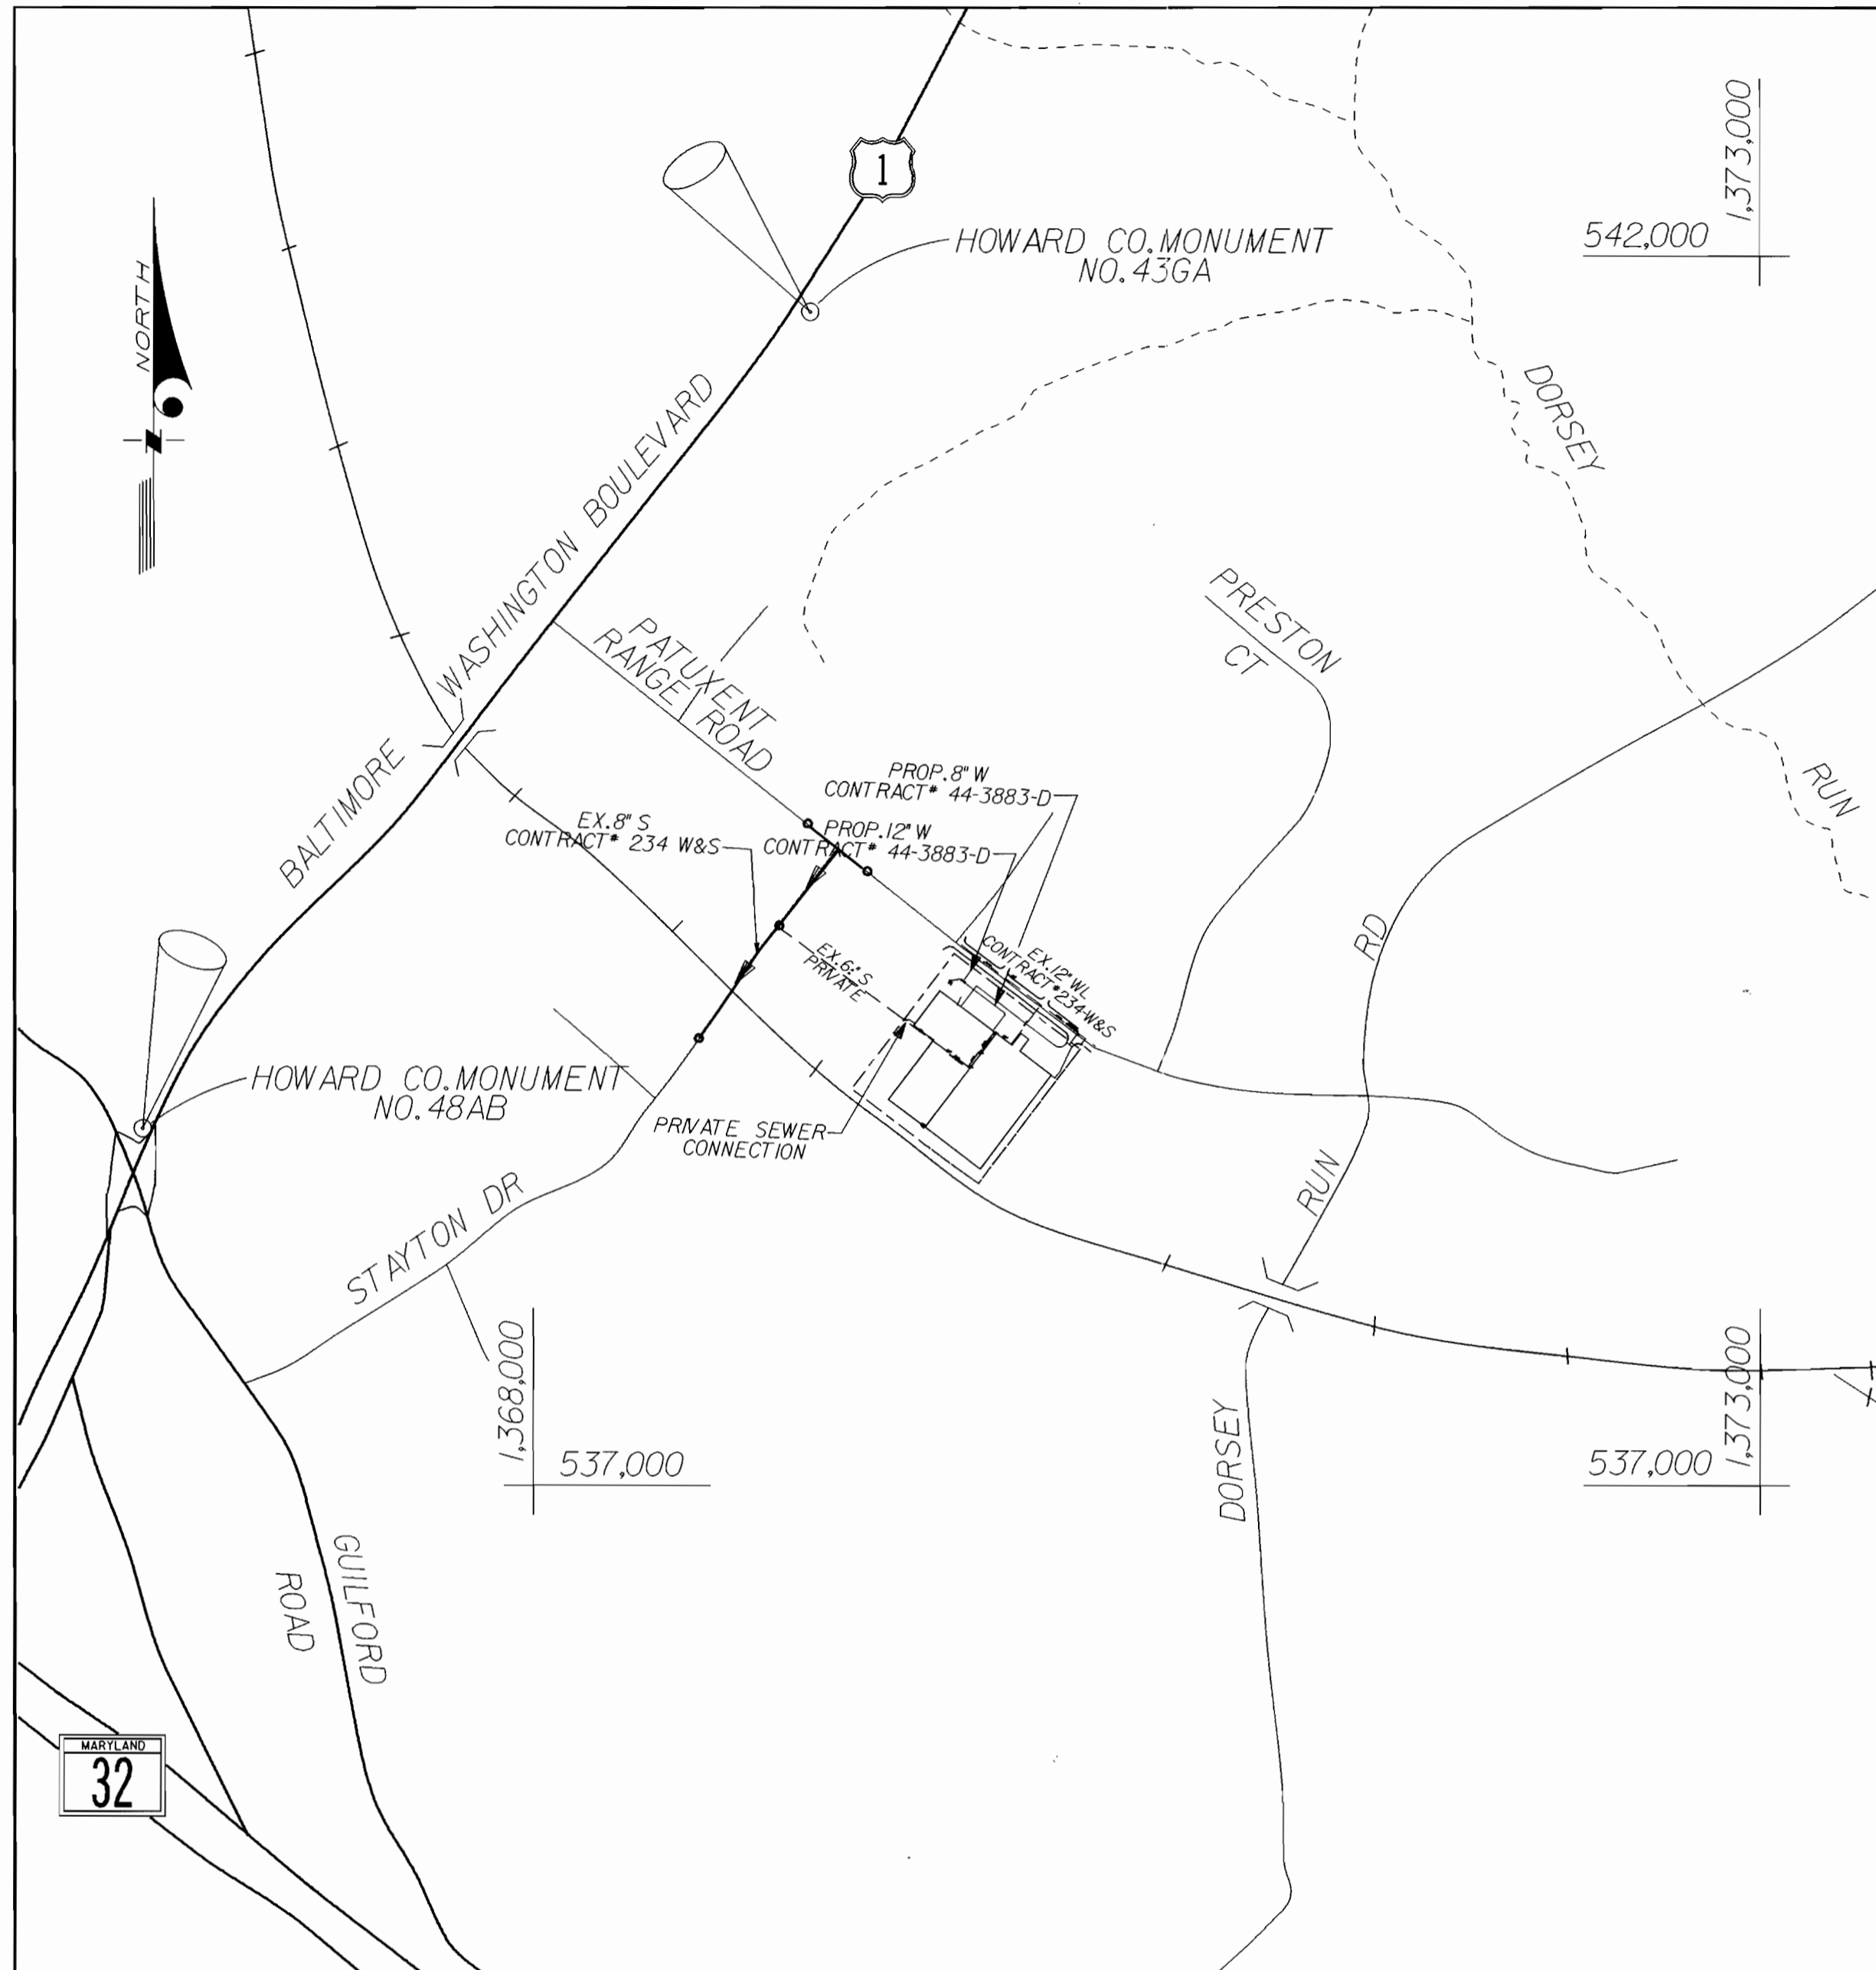 1
1,373,000
542,000
HOWARD CO. MONUMENT
NO. 43GA
NORTH
DORSEY
RUN
BALTIMORE WASHINGTON BOULEVARD
PATUXENT
RANGE ROAD
PRESTON
CT
PROP. 8" W
CONTRACT# 44-3883-D
PROP. 12" W
CONTRACT# 44-3883-D
EX. 8" S
CONTRACT# 234 W&S
EX. 6" S
PRIVATE
EX. 12" WL
CONTRACT# 234-W&S
PRIVATE SEWER
CONNECTION
HOWARD CO. MONUMENT
NO. 48AB
STAYTON DR
DORSEY RUN RD
1,368,000
537,000
1,373,000
537,000
GUILFORD
ROAD
MARYLAND
32